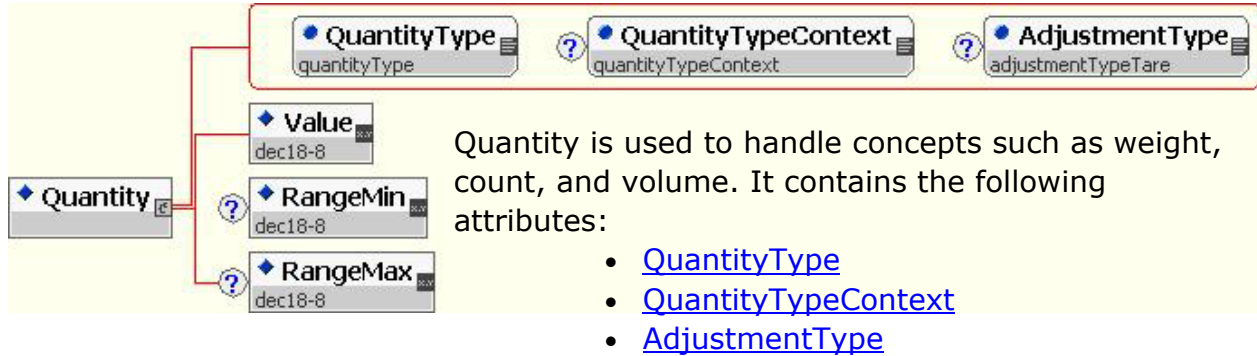 QuantityType
quantityType
? QuantityTypeContext
quantityTypeContext
? AdjustmentType
adjustmentTypeTare
Value
dec18-8
Quantity
? RangeMin
dec18-8
? RangeMax
dec18-8
Quantity is used to handle concepts such as weight,
count, and volume. It contains the following
attributes:
• QuantityType
• QuantityTypeContext
• AdjustmentType